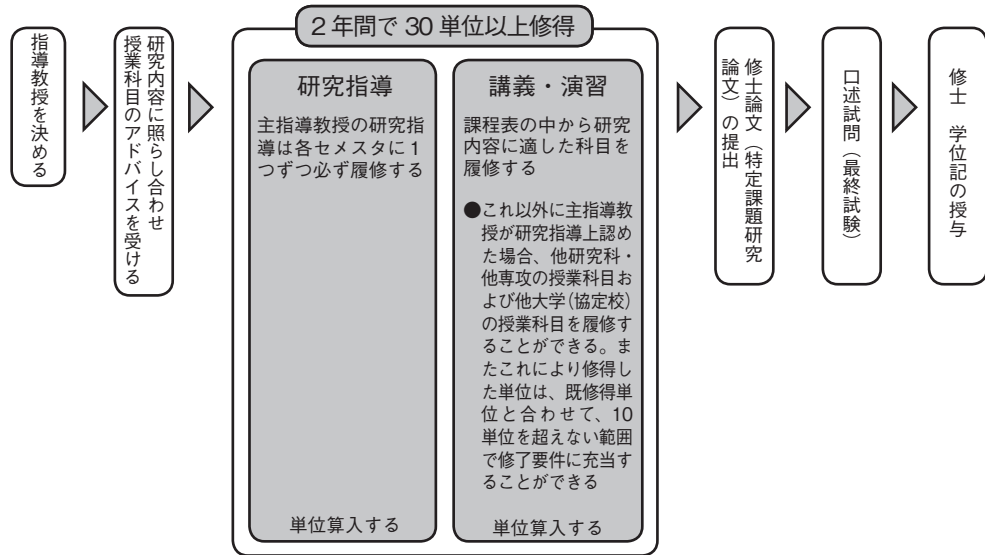 指導教授を決める
研究内容に照らし合わせ
授業科目のアドバイスを受ける
2年間で30単位以上修得
研究指導
主指導教授の研究指
導は各セメスタに1
つずつ必ず履修する
単位算入する
講義・演習
課程表の中から研究
内容に適した科目を
履修する
●これ以外に主指導教
授が研究指導上認め
た場合、他研究科・
他専攻の授業科目お
よび他大学(協定校)
の授業科目を履修す
ることができる。ま
たこれにより修得し
た単位は、既修得単
位と合わせて、10
単位を超えない範囲
で修了要件に充当す
ることができる
単位算入する
修士論文(特定課題研究
論文)の提出
口述試問(最終試験)
修士 学位記の授与